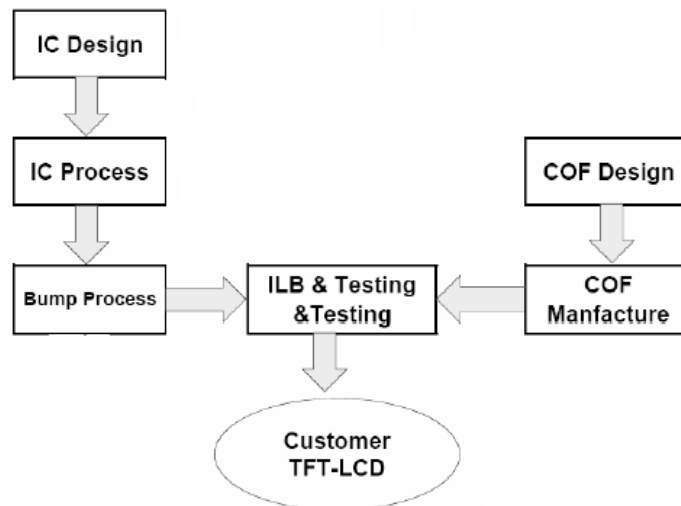 IC Design
IC Process
COF Design
Bump Process
ILB & Testing
&Testing
COF
Manfacture
Customer
TFT-LCD